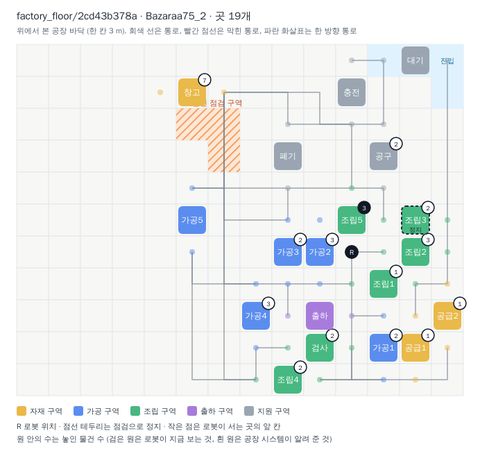 factory_floor/2cd43b378a · Bazaraa75_2 · 곳 19개
위에서 본 공장 바닥 (한 칸 3 m). 회색 선은 통로, 빨간 점선은 막힌 통로, 파란 화살표는 한 방향 통로
대기
전립
창고
7
충전
점검 구역
폐기
공구
2
가공5
조립5
3
조립3
2
정지
가공3
2
가공2
3
R
조립2
3
조립1
1
가공4
3
출하
공급2
1
검사
2
가공1
2
공급1
1
조립4
2
자재 구역
가공 구역
조립 구역
출하 구역
지원 구역
R 로봇 위치 · 점선 테두리는 점검으로 정지 · 작은 점은 로봇이 서는 곳의 앞 칸
원 안의 수는 놓인 물건 수 (검은 원은 로봇이 지금 보는 것, 흰 원은 공장 시스템이 알려 준 것)